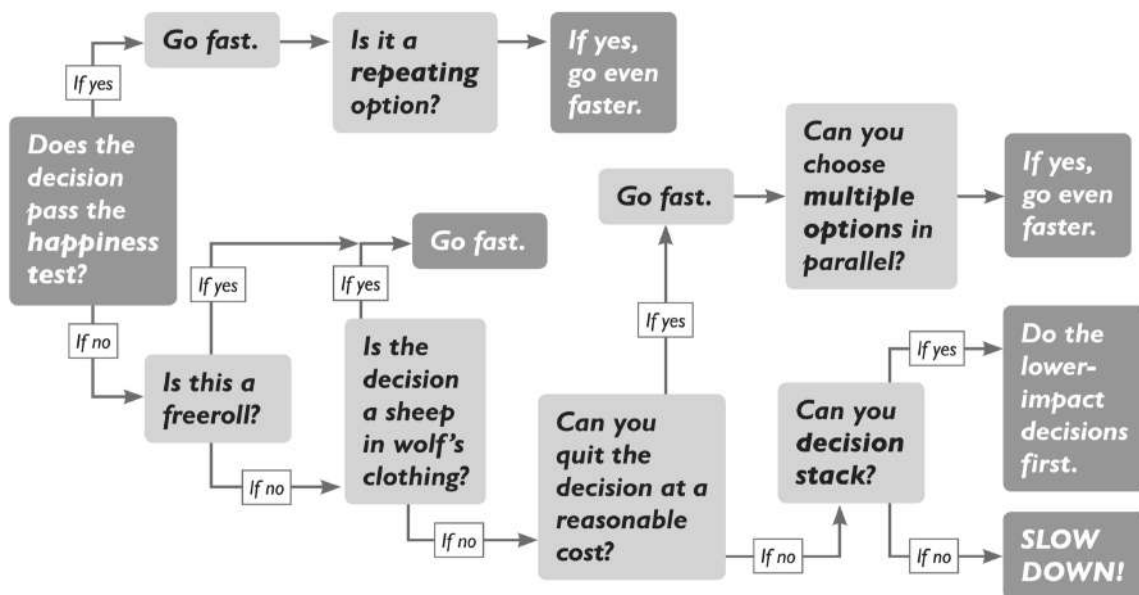 Go fast.
Is it a
repeating
option?
If yes,
go even
faster.
If yes
Does the
decision
pass the
happiness
test?
If no
Is this a
freeroll?
If yes
If no
Go fast.
If yes
Is the
decision
a sheep
in wolf's
clothing?
If no
Can you
quit the
decision at a
reasonable
cost?
If yes
Go fast.
Can you
choose
multiple
options in
parallel?
If yes,
go even
faster.
If no
Can you
decision
stack?
If yes
Do the
lower-
impact
decisions
first.
If no
SLOW
DOWN!